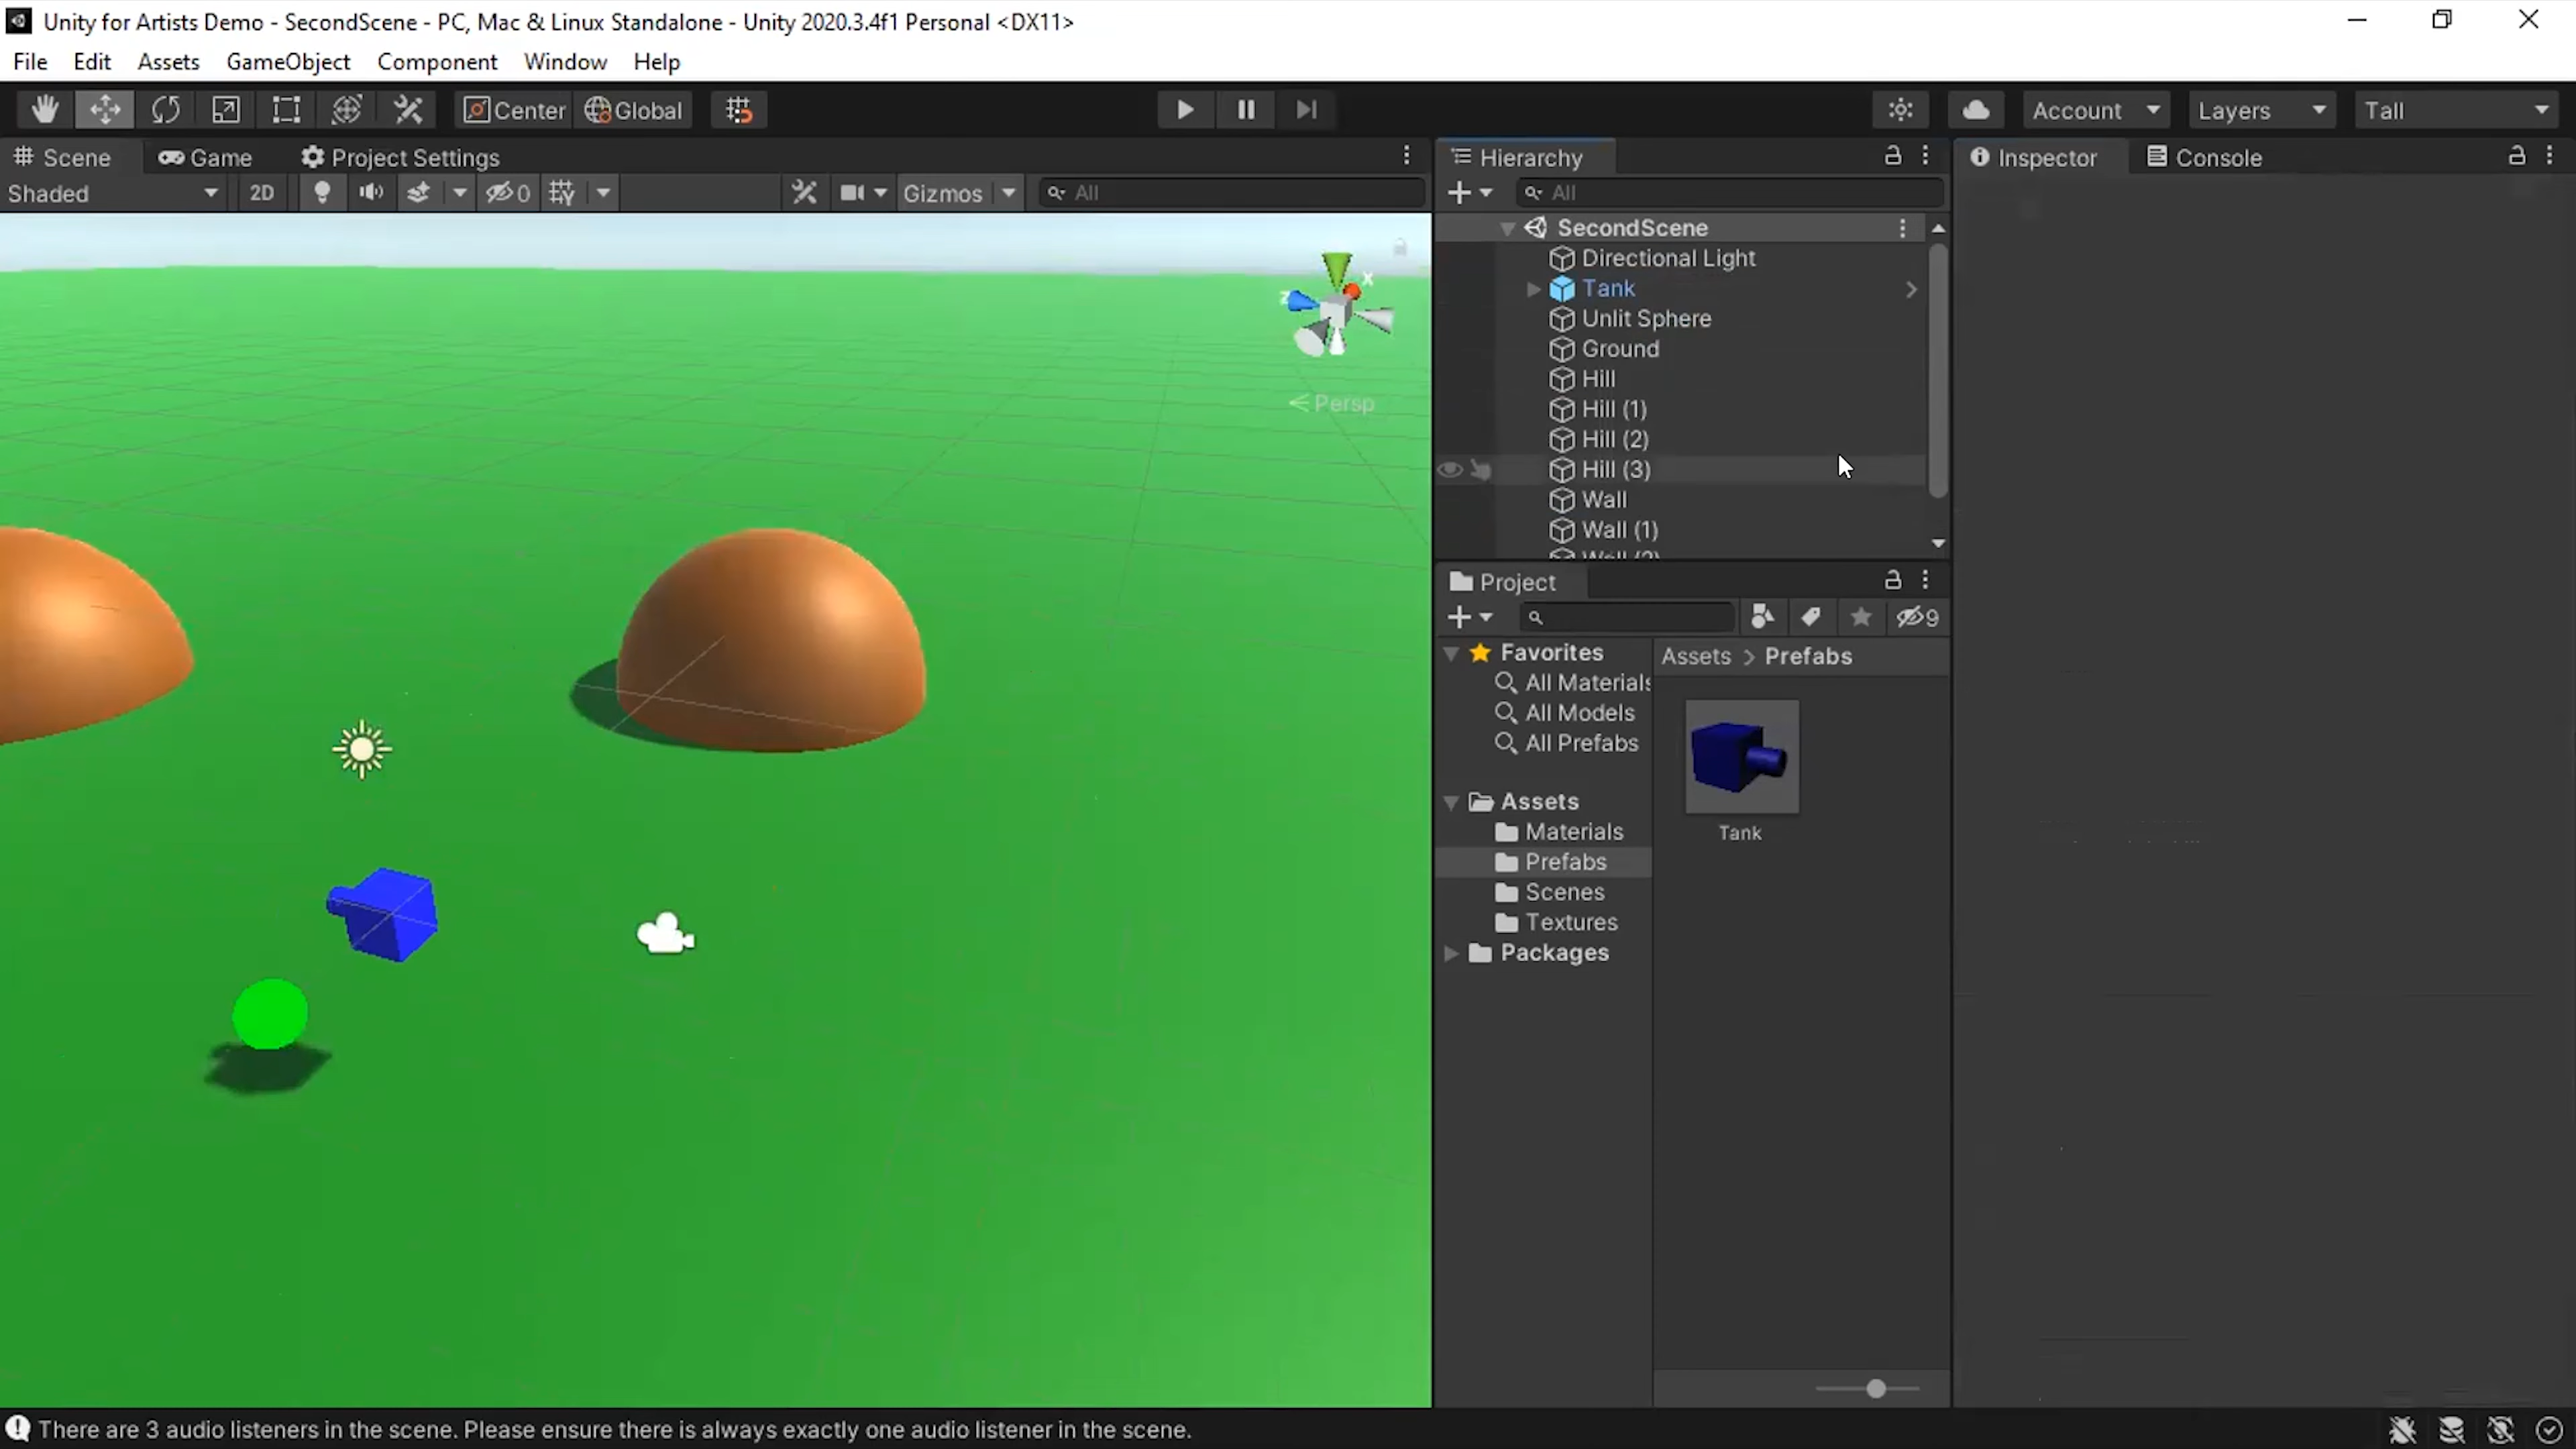 Unity for Artists Demo - SecondScene - PC, Mac & Linux Standalone - Unity 2020.3.4f1 Personal <DX11>
File Edit Assets GameObject Component Window Help
Center Global Account Layers Tall
Scene Game Project Settings
Shaded 2D 0 Gizmos All
X
Z
Persp
Hierarchy
All
SecondScene
Directional Light
Tank
Unlit Sphere
Ground
Hill
Hill (1)
Hill (2)
Hill (3)
Wall
Wall (1)
Wall (2)
Project
9
Favorites
All Materials
All Models
All Prefabs
Assets
Materials
Prefabs
Scenes
Textures
Packages
Assets > Prefabs
Tank
Inspector Console
There are 3 audio listeners in the scene. Please ensure there is always exactly one audio listener in the scene.